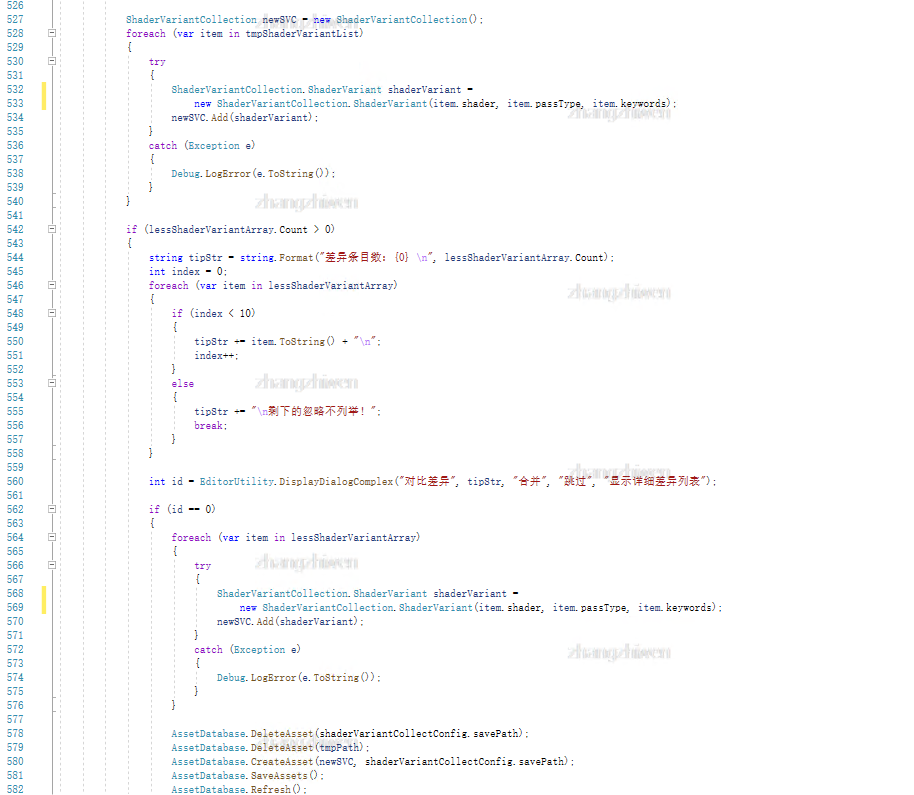 526
527 ShaderVariantCollection newSVC = new ShaderVariantCollection();
528 foreach (var item in tmpShaderVariantList)
529 {
530 try
531 {
532 ShaderVariantCollection.ShaderVariant shaderVariant =
533 new ShaderVariantCollection.ShaderVariant(item.shader, item.passType, item.keywords);
534 newSVC.Add(shaderVariant);
535 }
536 catch (Exception e)
537 {
538 Debug.LogError(e.ToString());
539 }
540 }
541
542 if (lessShaderVariantArray.Count > 0)
543 {
544 string tipStr = string.Format("差异条目数: {0} \n", lessShaderVariantArray.Count);
545 int index = 0;
546 foreach (var item in lessShaderVariantArray)
547 {
548 if (index < 10)
549 {
550 tipStr += item.ToString() + "\n";
551 index++;
552 }
553 else
554 {
555 tipStr += "\n剩下的忽略不列举! ";
556 break;
557 }
558 }
559
560 int id = EditorUtility.DisplayDialogComplex("对比差异", tipStr, "合并", "跳过", "显示详细差异列表");
561
562 if (id == 0)
563 {
564 foreach (var item in lessShaderVariantArray)
565 {
566 try
567 {
568 ShaderVariantCollection.ShaderVariant shaderVariant =
569 new ShaderVariantCollection.ShaderVariant(item.shader, item.passType, item.keywords);
570 newSVC.Add(shaderVariant);
571 }
572 catch (Exception e)
573 {
574 Debug.LogError(e.ToString());
575 }
576 }
577
578 AssetDatabase.DeleteAsset(shaderVariantCollectConfig.savePath);
579 AssetDatabase.DeleteAsset(tmpPath);
580 AssetDatabase.CreateAsset(newSVC, shaderVariantCollectConfig.savePath);
581 AssetDatabase.SaveAssets();
582 AssetDatabase.Refresh();
zhangzhiwen
zhangzhiwen
zhangzhiwen
zhangzhiwen
zhangzhiwen
zhangzhiwen
zhangzhiwen
zhangzhiwen
zhangzhiwen